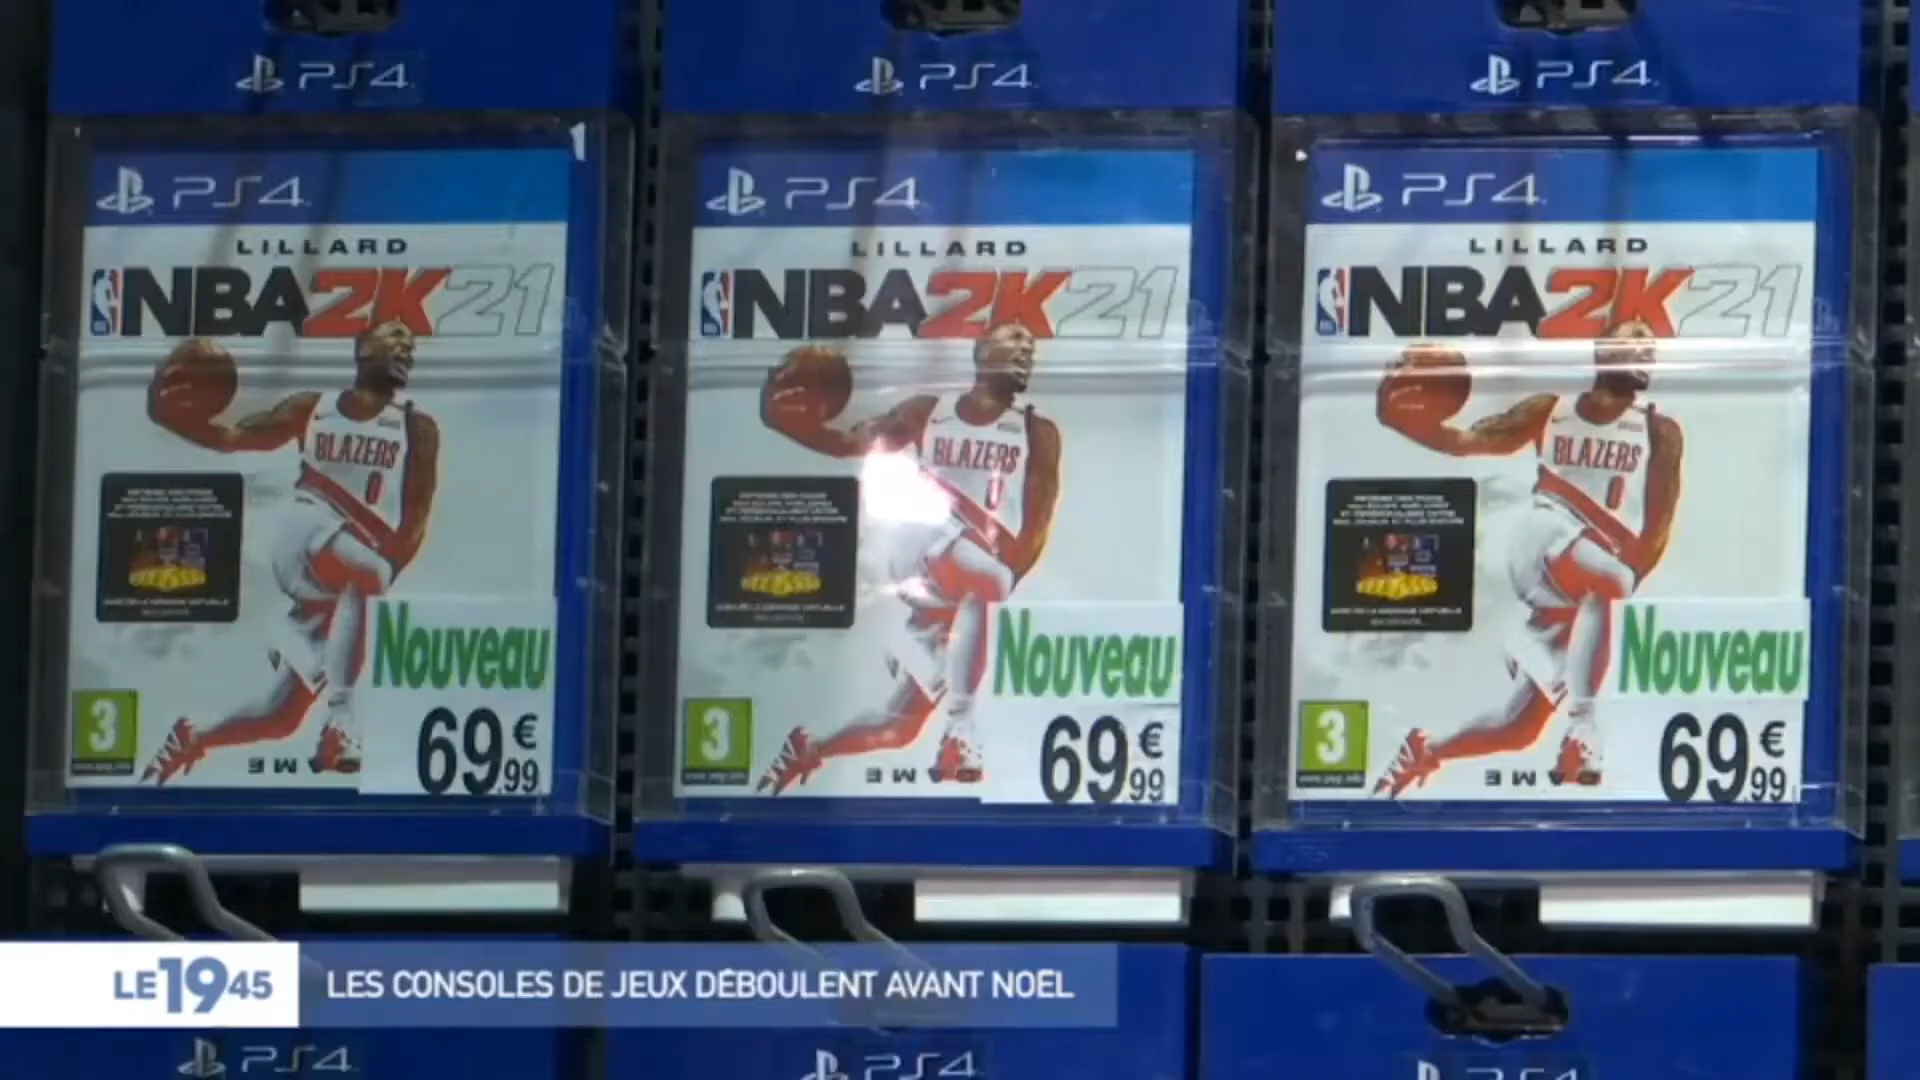 PS4
PS4
PS4
PS4
PS4
PS4
LILLARD
LILLARD
LILLARD
NBA2K21
NBA2K21
NBA2K21
BLAZERS
BLAZERS
BLAZERS
0
0
0
Nouveau
Nouveau
Nouveau
3
69,99 €
3
69,99 €
3
69,99 €
LE 19 45
LES CONSOLES DE JEUX DÉBOULENT AVANT NOËL
PS4
PS4
PS4